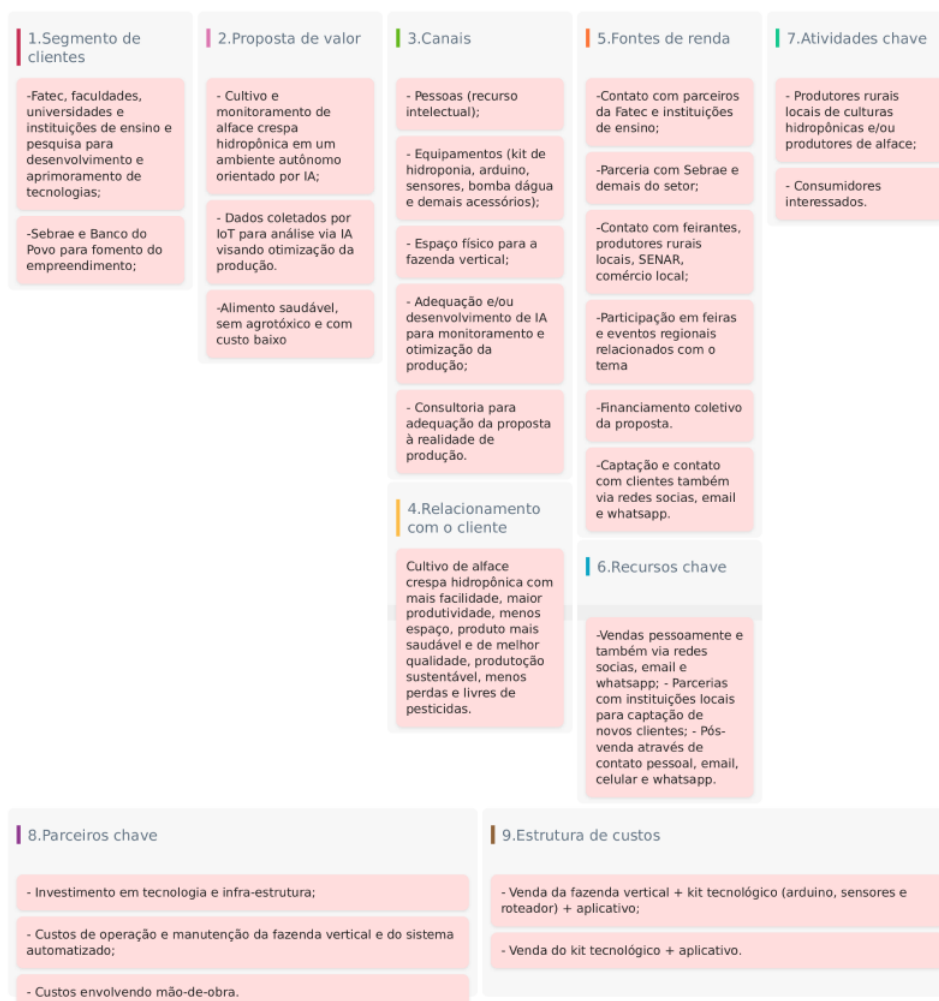 1.Segmento de
clientes
-Fatec, faculdades,
universidades e
instituições de ensino e
pesquisa para
desenvolvimento e
aprimoramento de
tecnologias;
-Sebrae e Banco do
Povo para fomento do
empreendimento;
2.Proposta de valor
- Cultivo e
monitoramento de
alface crespa
hidropônica em um
ambiente autônomo
orientado por IA;
- Dados coletados por
IoT para análise via IA
visando otimização da
produção.
-Alimento saudável,
sem agrotóxico e com
custo baixo
3.Canais
- Pessoas (recurso
intelectual);
- Equipamentos (kit de
hidroponia, arduino,
sensores, bomba dágua
e demais acessórios);
- Espaço físico para a
fazenda vertical;
- Adequação e/ou
desenvolvimento de IA
para monitoramento e
otimização da
produção;
- Consultoria para
adequação da proposta
à realidade de
produção.
4.Relacionamento
com o cliente
Cultivo de alface
crespa hidropônica com
mais facilidade, maior
produtividade, menos
espaço, produto mais
saudável e de melhor
qualidade, produtoção
sustentável, menos
perdas e livres de
pesticidas.
5.Fontes de renda
-Contato com parceiros
da Fatec e instituições
de ensino;
-Parceria com Sebrae e
demais do setor;
-Contato com feirantes,
produtores rurais
locais, SENAR,
comércio local;
-Participação em feiras
e eventos regionais
relacionados com o
tema
-Financiamento coletivo
da proposta.
-Captação e contato
com clientes também
via redes socias, email
e whatsapp.
6.Recursos chave
-Vendas pessoamente e
também via redes
socias, email e
whatsapp; - Parcerias
com instituições locais
para captação de
novos clientes; - Pós-
venda através de
contato pessoal, email,
celular e whatsapp.
7.Atividades chave
- Produtores rurais
locais de culturas
hidropônicas e/ou
produtores de alface;
- Consumidores
interessados.
8.Parceiros chave
- Investimento em tecnologia e infra-estrutura;
- Custos de operação e manutenção da fazenda vertical e do sistema
automatizado;
- Custos envolvendo mão-de-obra.
9.Estrutura de custos
- Venda da fazenda vertical + kit tecnológico (arduino, sensores e
roteador) + aplicativo;
- Venda do kit tecnológico + aplicativo.